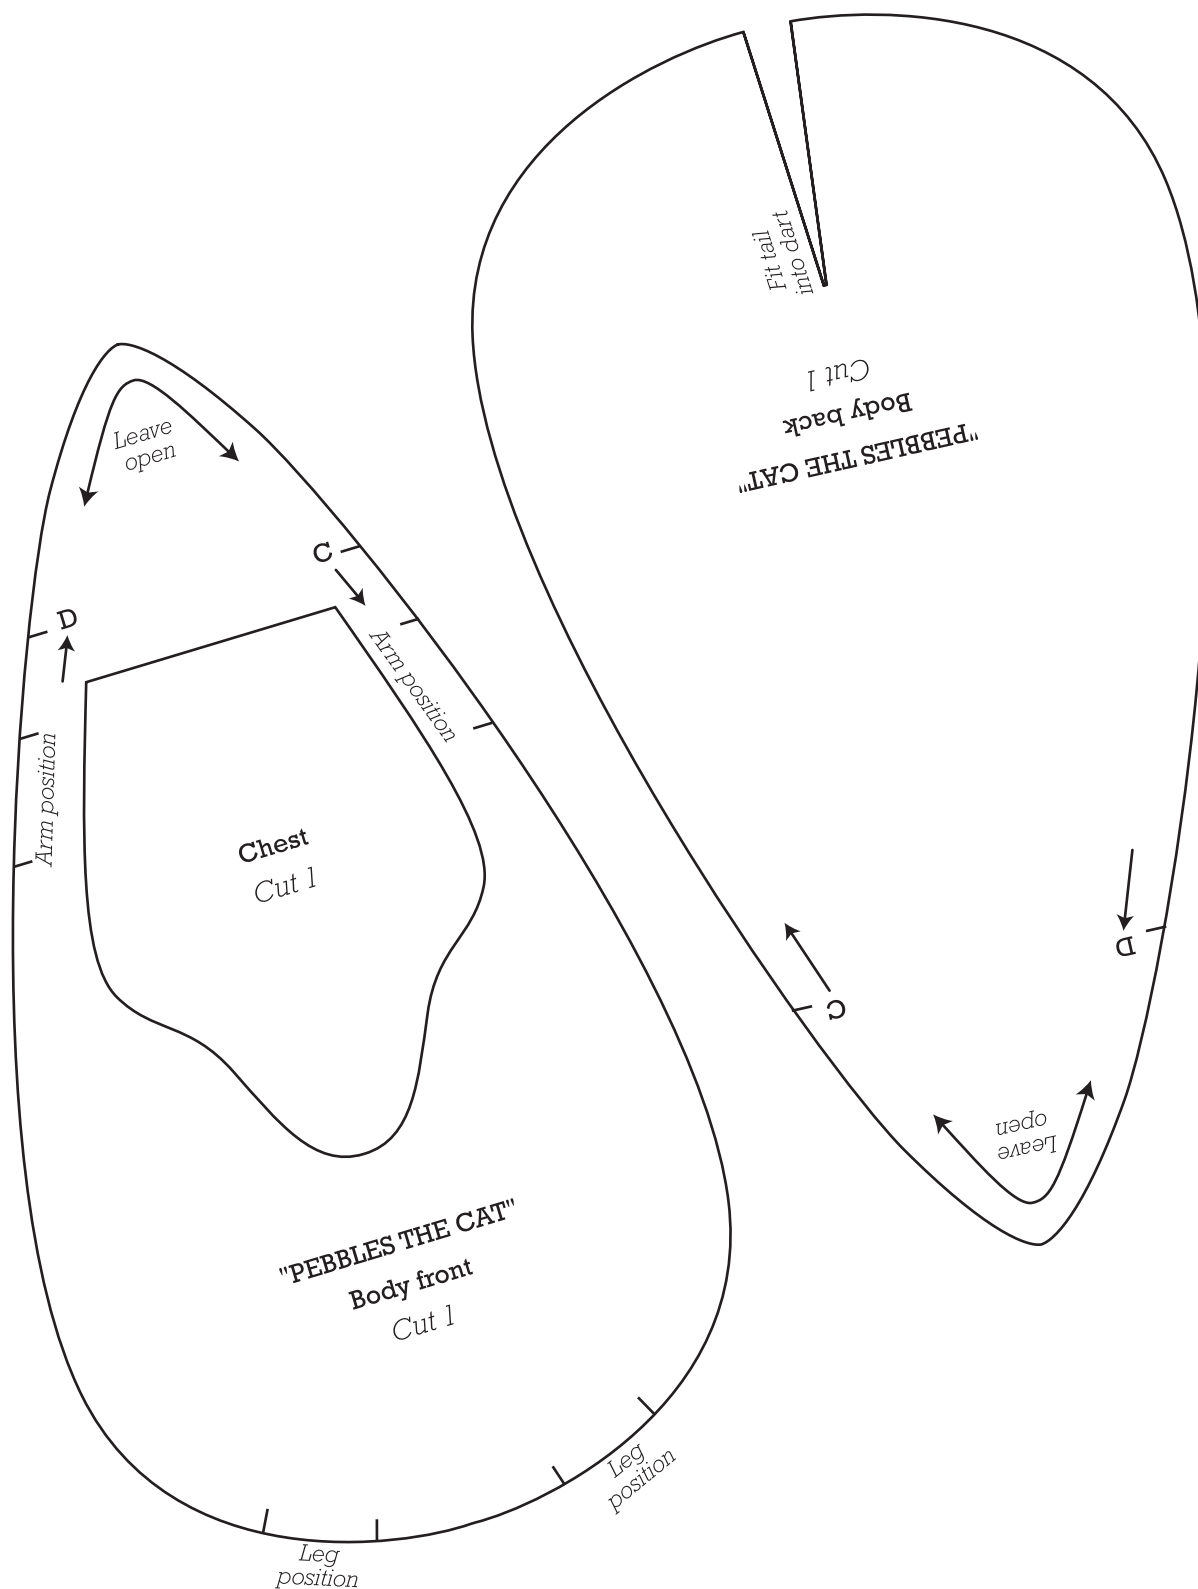 Fit tail
into dart
"PEBBLES THE CAT"
Body back
Cut 1
C
D
Leave
open
Leave
open
C
D
Arm position
Arm position
Chest
Cut 1
"PEBBLES THE CAT"
Body front
Cut 1
Leg
position
Leg
position